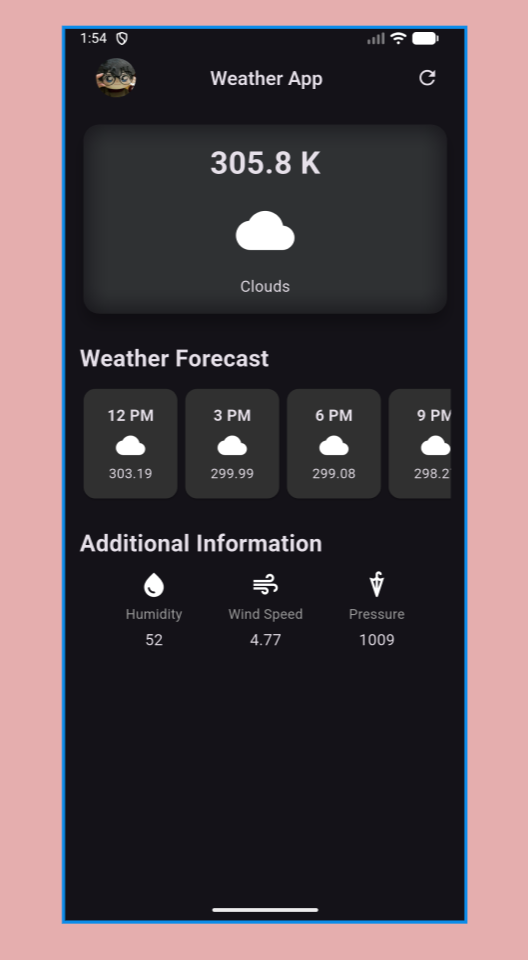 1:54
Weather App
305.8 K
Clouds
Weather Forecast
12 PM 3 PM 6 PM 9 PM
303.19 299.99 299.08 298.2
Additional Information
Humidity Wind Speed Pressure
52 4.77 1009